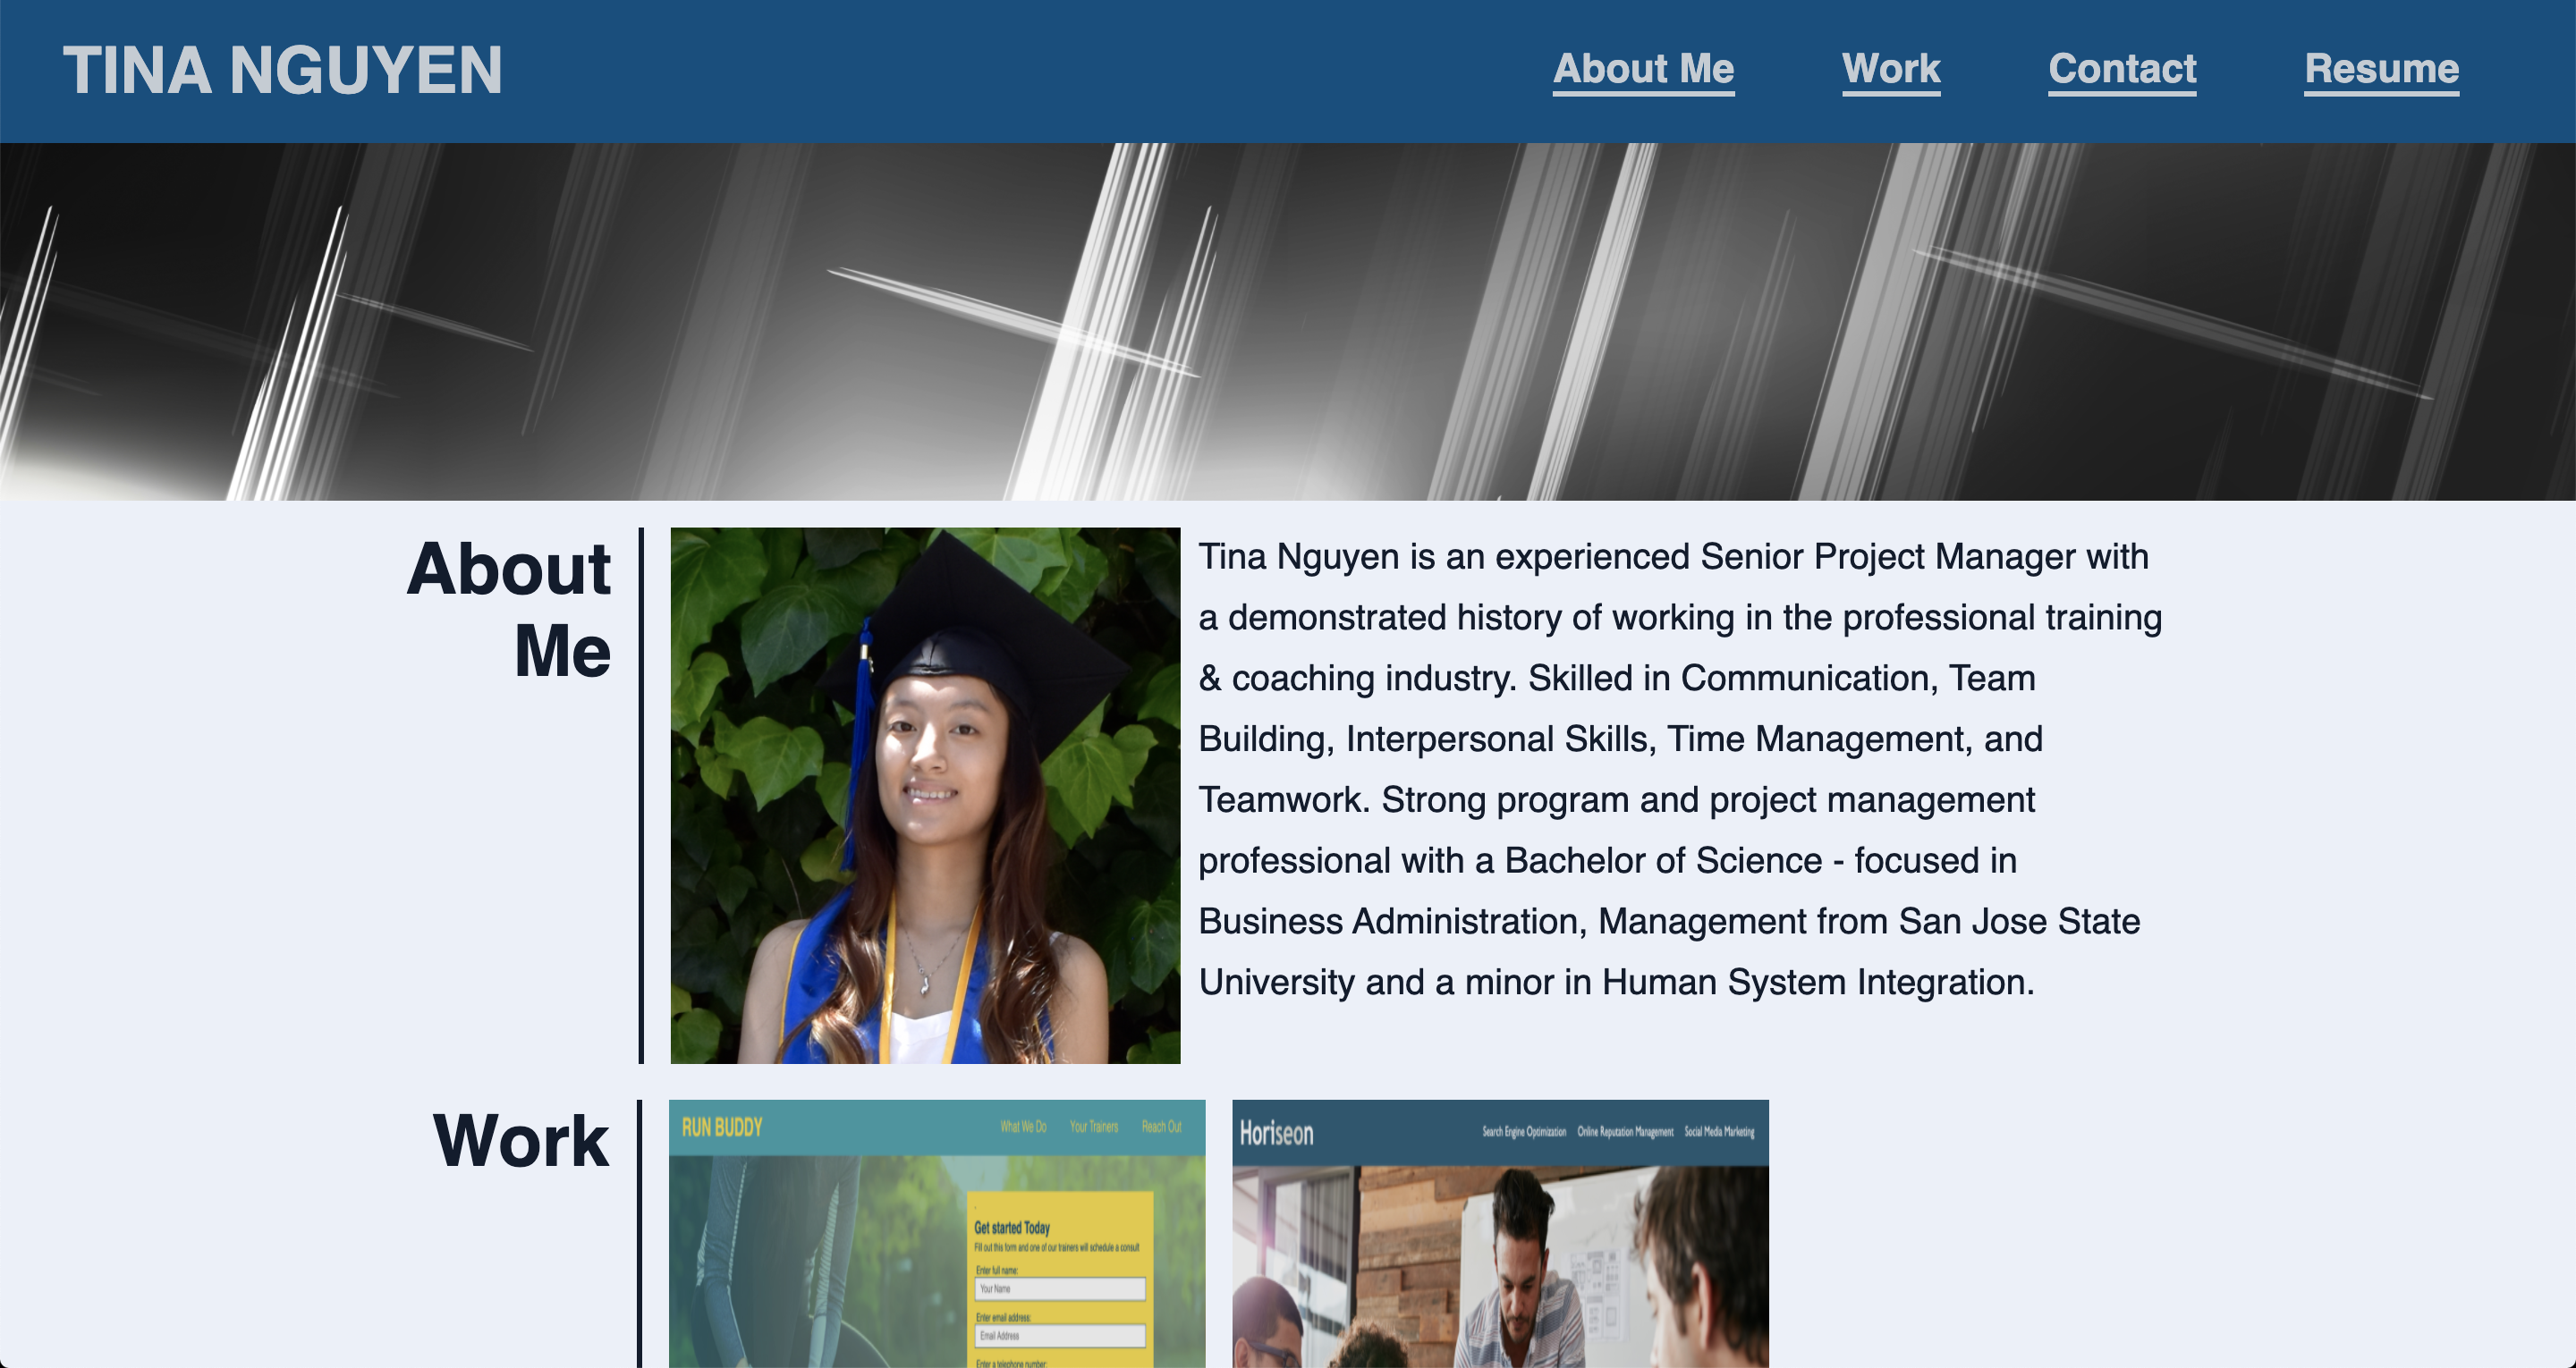 TINA NGUYEN
About Me Work Contact Resume
About
Me
Tina Nguyen is an experienced Senior Project Manager with
a demonstrated history of working in the professional training
& coaching industry. Skilled in Communication, Team
Building, Interpersonal Skills, Time Management, and
Teamwork. Strong program and project management
professional with a Bachelor of Science - focused in
Business Administration, Management from San Jose State
University and a minor in Human System Integration.
Work
RUN BUDDY
What We Do Your Trainers Reach Out
Get started Today
Fill out this form and one of our trainers will schedule a consult
Enter full name:
Your Name
Enter email address:
Email Address
Enter a telephone number:
Horiseon
Search Engine Optimization Online Reputation Management Social Media Marketing